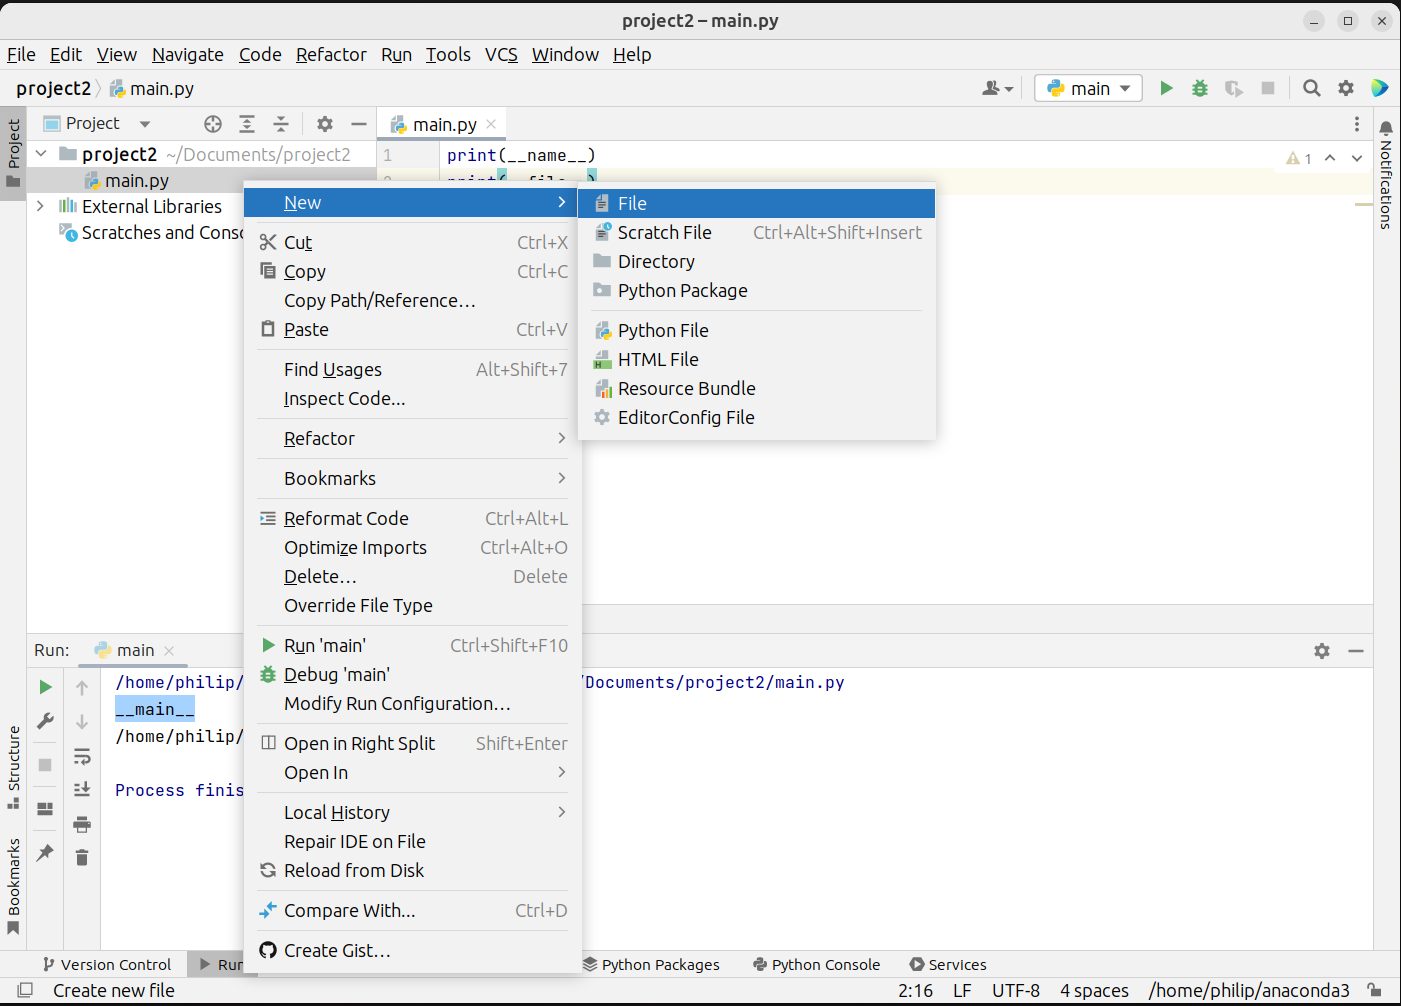 project2 – main.py
File Edit View Navigate Code Refactor Run Tools VCS Window Help
project2 main.py
main
Project
Project
main.py
project2 ~/Documents/project2
main.py
External Libraries
Scratches and Conso
1 print(__name__)
1
Notifications
New
Cut Ctrl+X
Copy Ctrl+C
Copy Path/Reference…
Paste Ctrl+V
Find Usages Alt+Shift+7
Inspect Code…
Refactor
Bookmarks
Reformat Code Ctrl+Alt+L
Optimize Imports Ctrl+Alt+O
Delete… Delete
Override File Type
Run 'main' Ctrl+Shift+F10
Debug 'main'
Modify Run Configuration…
Open in Right Split Shift+Enter
Open In
Local History
Repair IDE on File
Reload from Disk
Compare With… Ctrl+D
Create Gist…
File
Scratch File Ctrl+Alt+Shift+Insert
Directory
Python Package
Python File
HTML File
Resource Bundle
EditorConfig File
Run: main
/home/philip/
/Documents/project2/main.py
__main__
/home/philip/
Process finis
Structure
Bookmarks
Version Control Run Python Packages Python Console Services
Create new file 2:16 LF UTF-8 4 spaces /home/philip/anaconda3